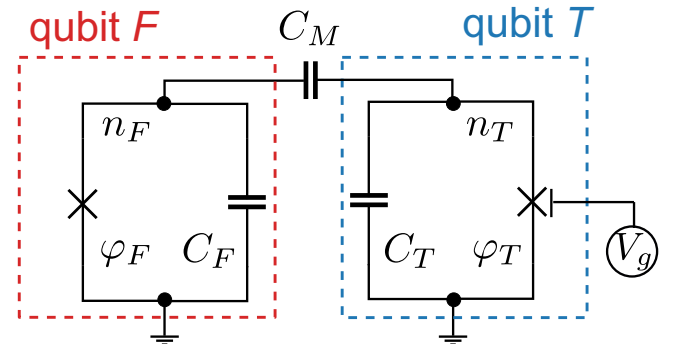 qubit F
C_M
qubit T
n_F
n_T
φ_F
C_F
C_T
φ_T
V_g